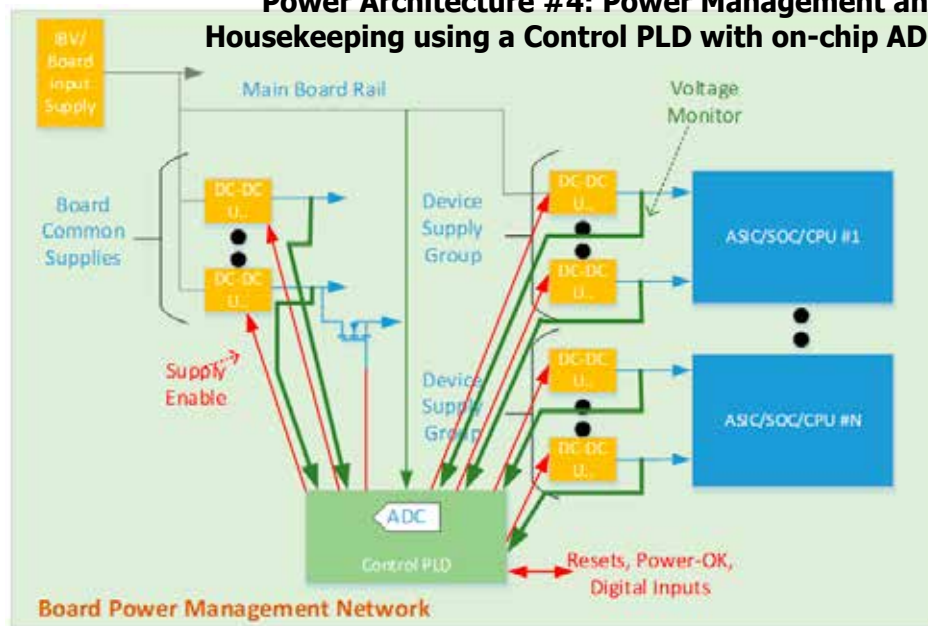 Power Architecture #4: Power Management an
Housekeeping using a Control PLD with on-chip AD
IBV/
Board
Input
Supply
Main Board Rail
Voltage
Monitor
Board
Common
Supplies
DC-DC
U...
DC-DC
U...
Device
Supply
Group
DC-DC
U...
DC-DC
U...
ASIC/SOC/CPU #1
Supply
Enable
Device
Supply
Group
DC-DC
U...
DC-DC
U...
ASIC/SOC/CPU #N
ADC
Control PLD
Resets, Power-OK,
Digital Inputs
Board Power Management Network